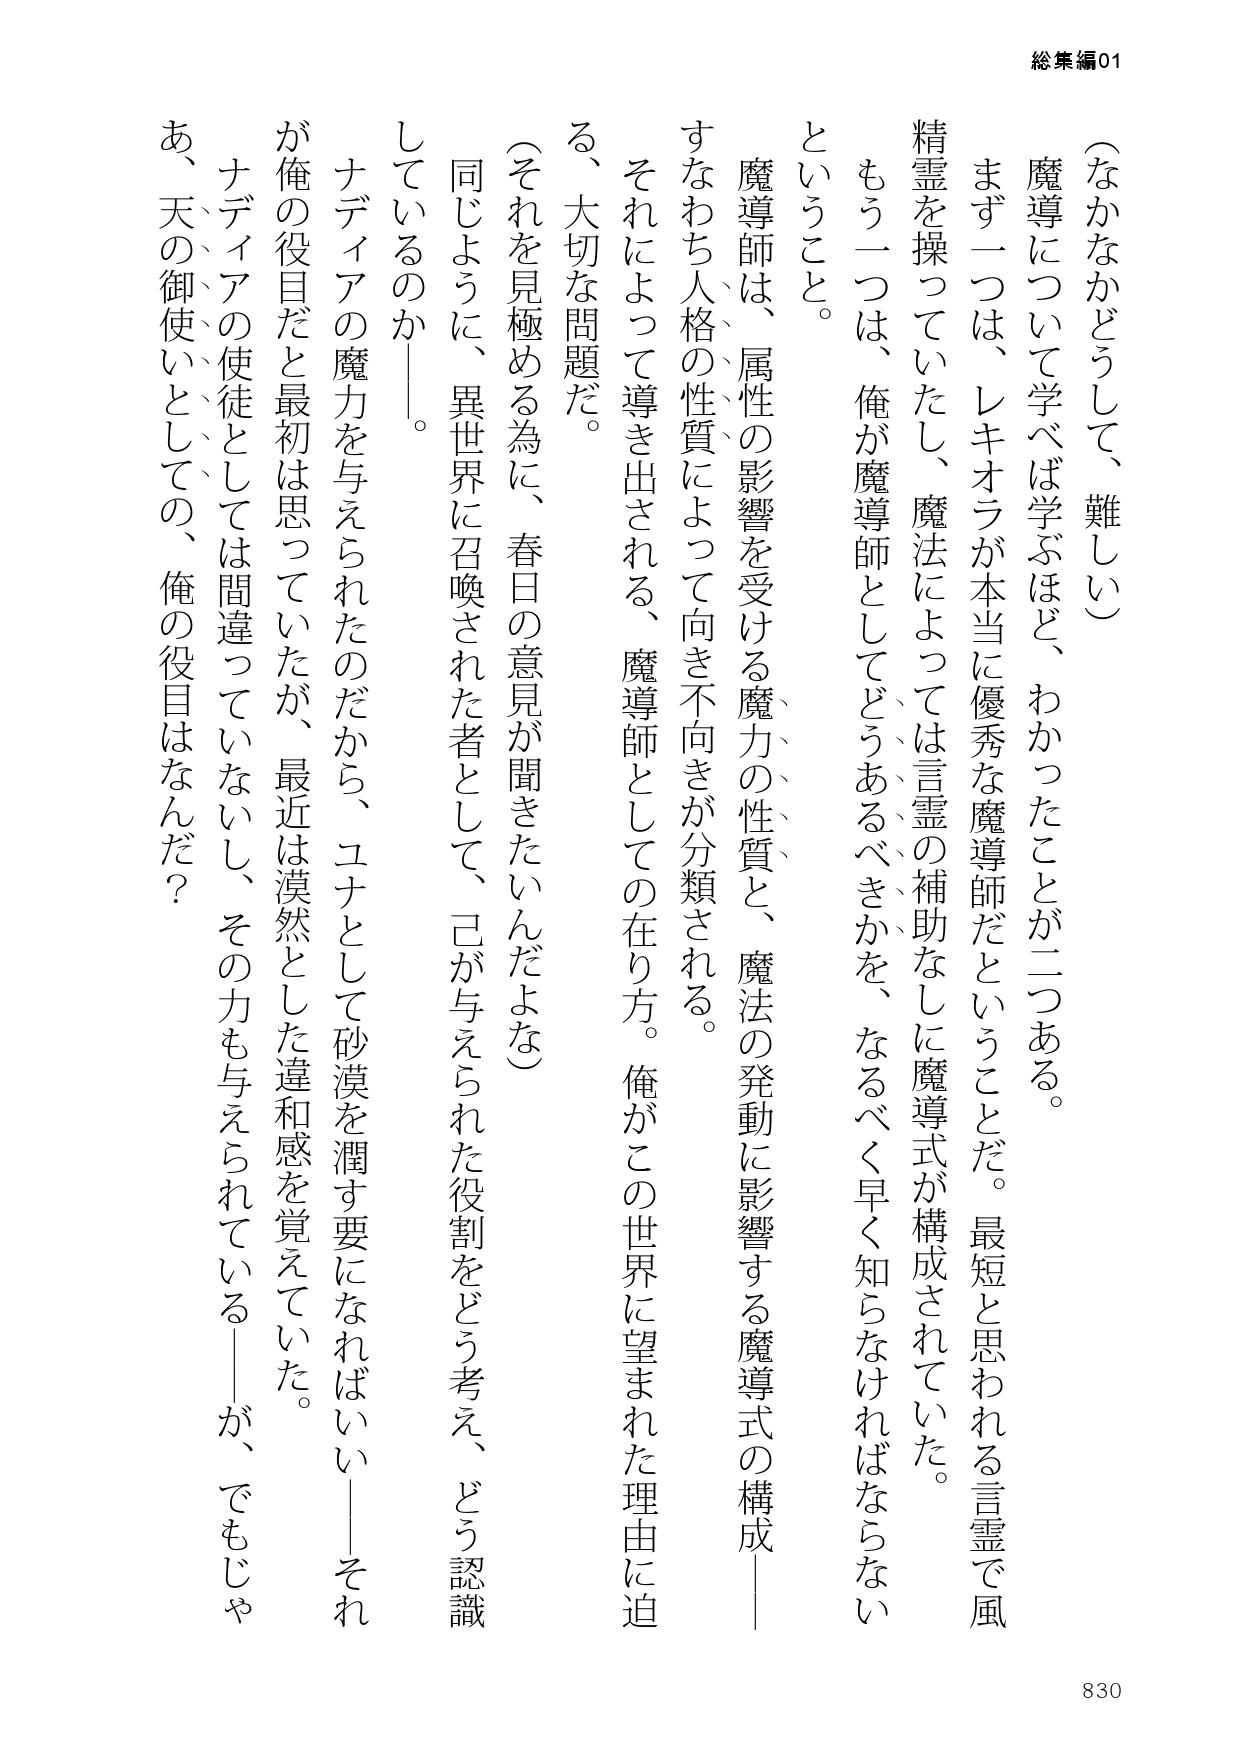 総集編01
（なかなかどうして、難しい）
魔導について学べば学ぶほど、わかったことが二つある。
まず一つは、レキオラが本当に優秀な魔導師だということだ。最短と思われる言霊で風
精霊を操っていたし、魔法によっては言霊の補助なしに魔導式が構成されていた。
もう一つは、俺が魔導師としてどうあるべきかを、なるべく早く知らなければならない
ということ。
魔導師は、属性の影響を受ける魔力の性質と、魔法の発動に影響する魔導式の構成――
すなわち人格の性質によって向き不向きが分類される。
それによって導き出される、魔導師としての在り方。俺がこの世界に望まれた理由に迫
る、大切な問題だ。
（それを見極める為に、春日の意見が聞きたいんだよな）
同じように、異世界に召喚された者として、己が与えられた役割をどう考え、どう認識
しているのか――。
ナディアの魔力を与えられたのだから、ユナとして砂漠を潤す要になればいい――それ
が俺の役目だと最初は思っていたが、最近は漠然とした違和感を覚えていた。
ナディアの使徒としては間違っていないし、その力も与えられている――が、でもじゃ
あ、天の御使いとしての、俺の役目はなんだ？
830